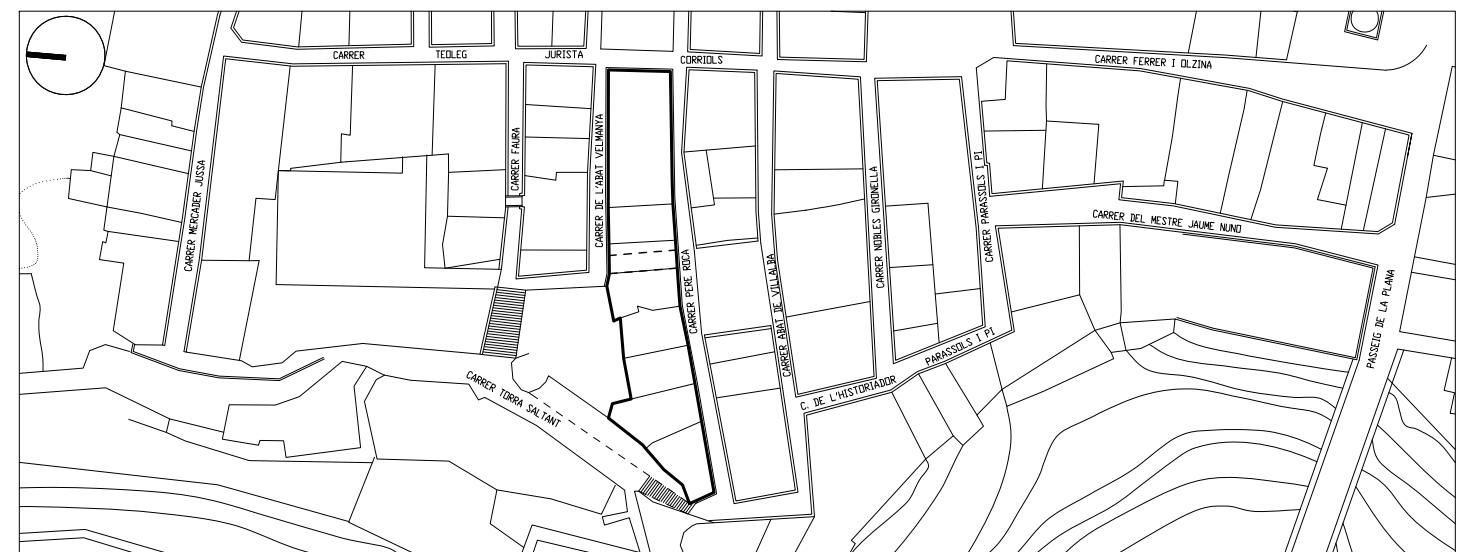 CARRER TEOLEG JURISTA CORRIOLS
CARRER FERRER I OLZINA
CARRER MERCADER JUSSA
CARRER FAURA
CARRER DE L'ABAT VELMANYA
CARRER PERE ROCA
CARRER ABAT DE VILLALBA
CARRER NOBLES GIRONELLA
CARRER PARASSOLS I PI
CARRER DEL MESTRE JAUME NUNO
PASSEIG DE LA PLANA
C. DE L'HISTORIADOR PARASSOLS I PI
CARRER TORRA SALTANT